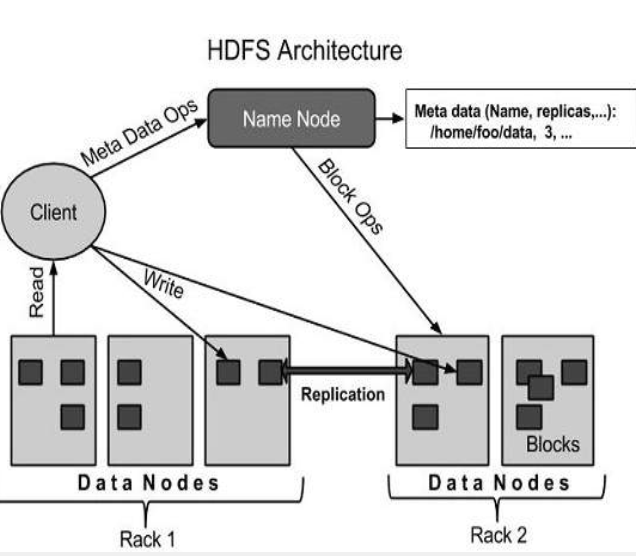 HDFS Architecture
Meta Data Ops
Name Node
Meta data (Name, replicas,...):
/home/foo/data, 3, ...
Block Ops
Client
Read
Write
Replication
Blocks
Data Nodes
Data Nodes
Rack 1
Rack 2